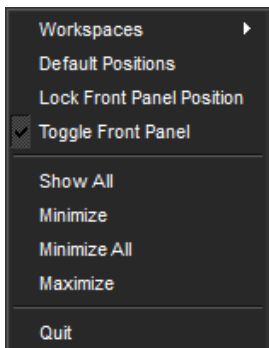 Workspaces
Default Positions
Lock Front Panel Position
Toggle Front Panel
Show All
Minimize
Minimize All
Maximize
Quit